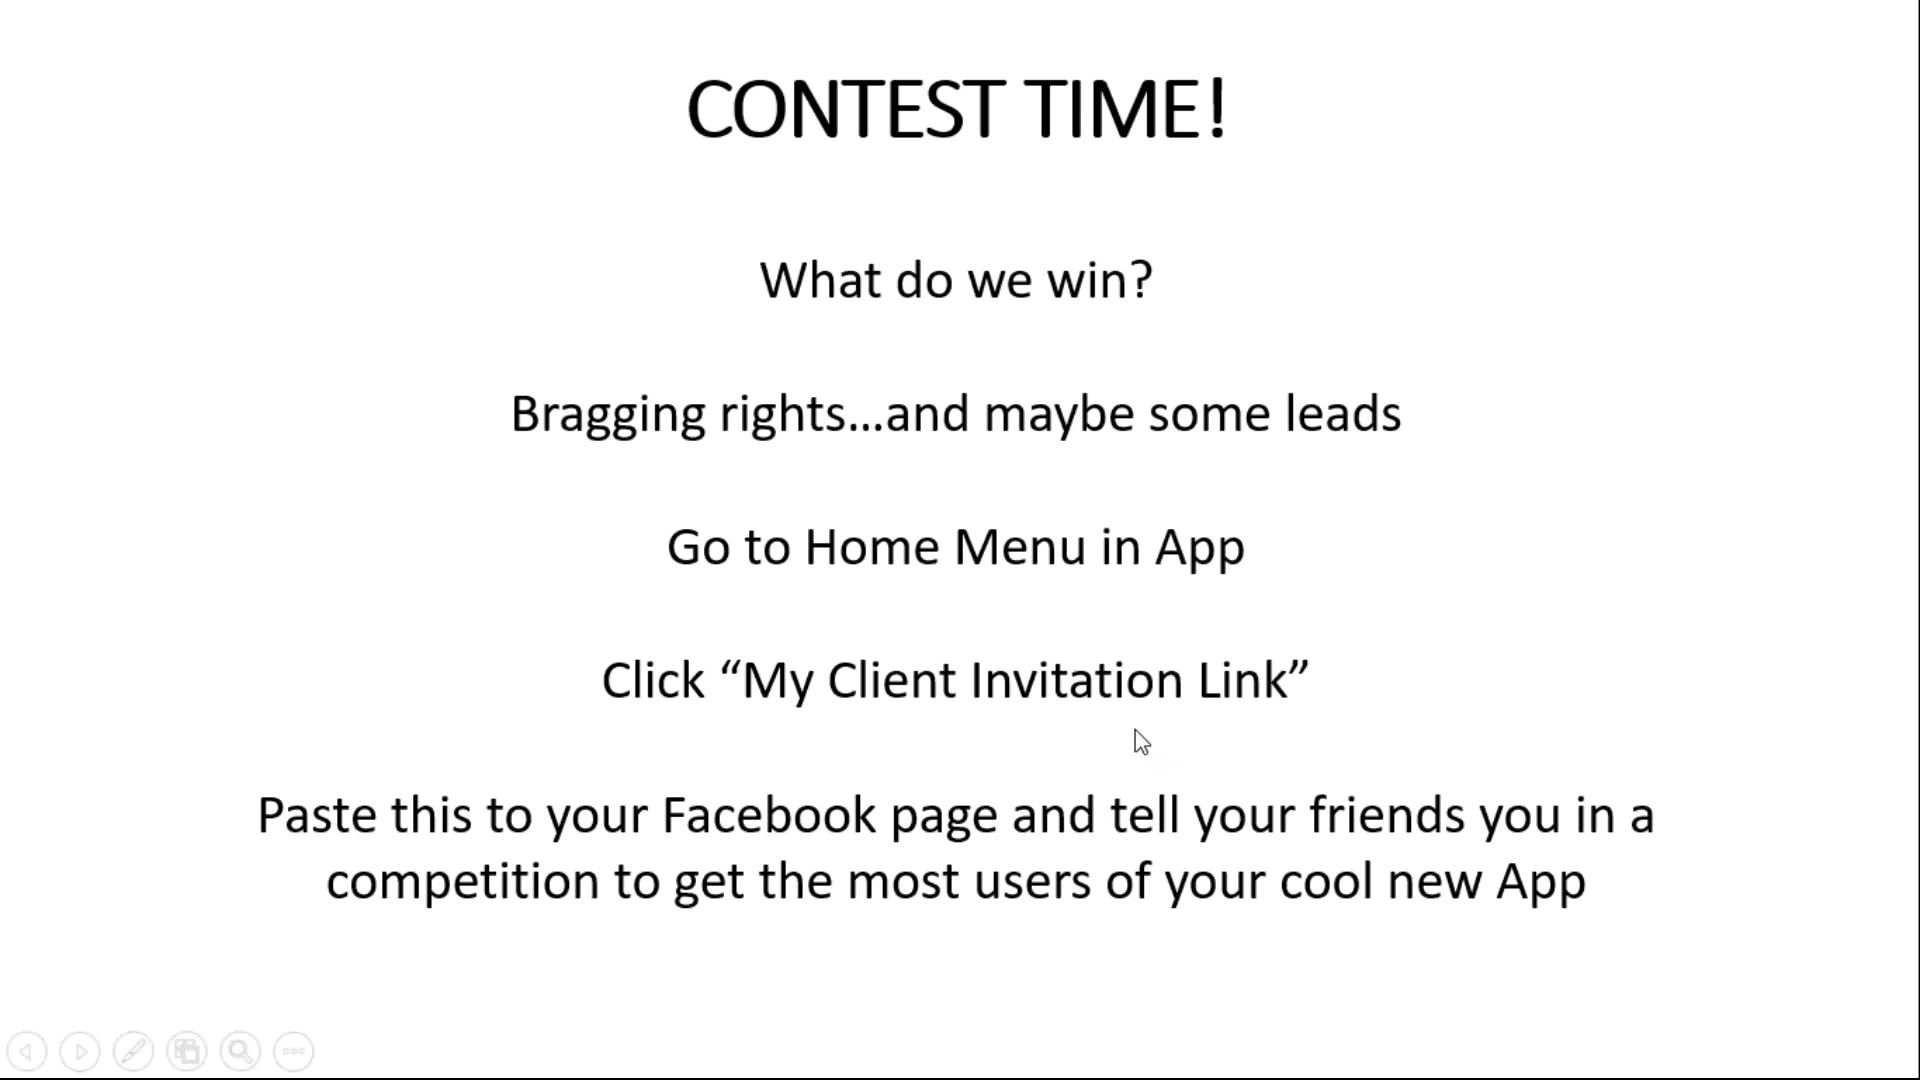 CONTEST TIME!
What do we win?
Bragging rights...and maybe some leads
Go to Home Menu in App
Click “My Client Invitation Link”
Paste this to your Facebook page and tell your friends you in a
competition to get the most users of your cool new App